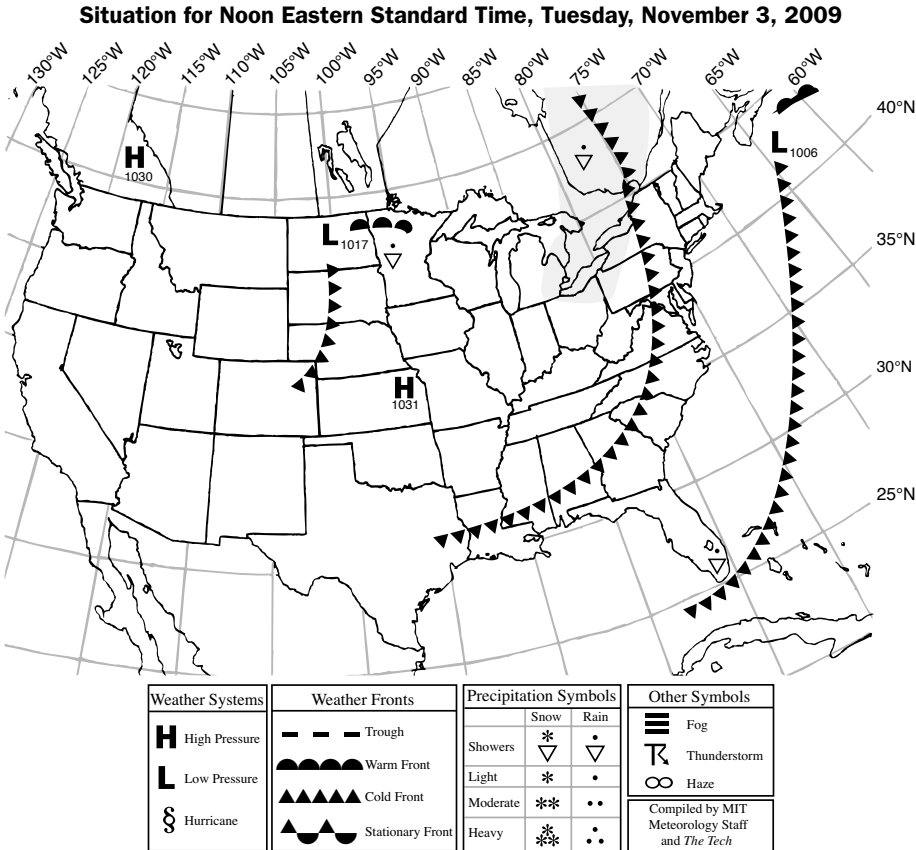 Situation for Noon Eastern Standard Time, Tuesday, November 3, 2009
130°W 125°W 120°W 115°W 110°W 105°W 100°W 95°W 90°W 85°W 80°W 75°W 70°W 65°W 60°W
40°N
35°N
30°N
25°N
H
1030
L 1006
L 1017
H
1031
Weather Systems
H High Pressure
L Low Pressure
§ Hurricane
Weather Fronts
Trough
Warm Front
Cold Front
Stationary Front
Precipitation Symbols
Snow Rain
Showers
Light
Moderate
Heavy
Other Symbols
Fog
Thunderstorm
Haze
Compiled by MIT
Meteorology Staff
and The Tech